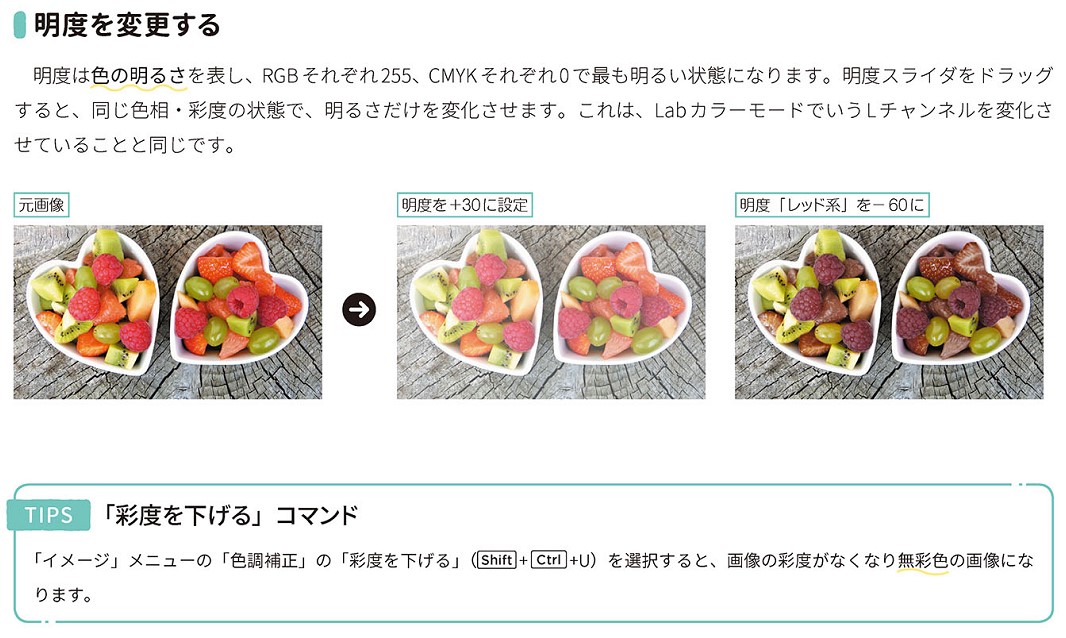 明度を変更する
明度は色の明るさを表し、RGBそれぞれ255、CMYKそれぞれ0で最も明るい状態になります。明度スライダをドラッグ
すると、同じ色相・彩度の状態で、明るさだけを変化させます。これは、LabカラーモードでいうLチャンネルを変化さ
せていることと同じです。
元画像
明度を+30に設定
明度「レッド系」を-60に
TIPS 「彩度を下げる」コマンド
「イメージ」メニューの「色調補正」の「彩度を下げる」(Shift+Ctrl+U)を選択すると、画像の彩度がなくなり無彩色の画像にな
ります。